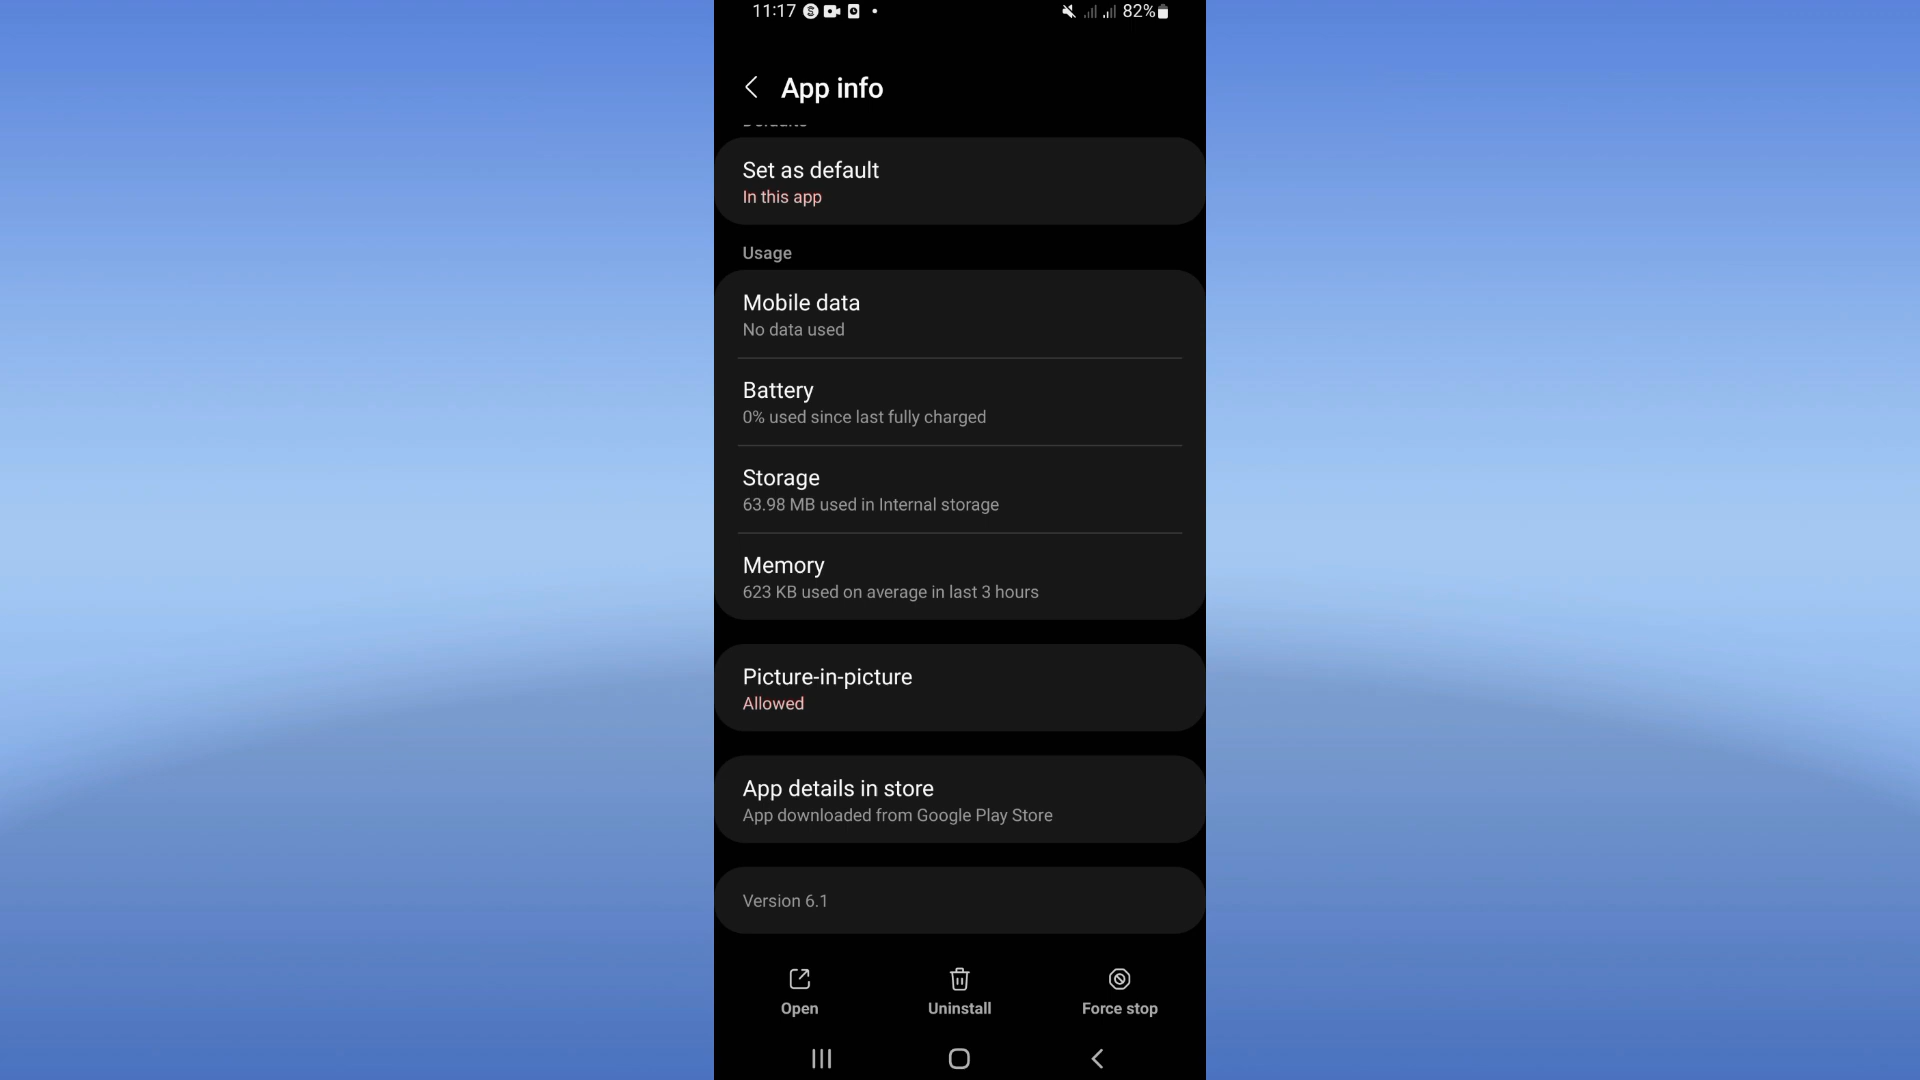 11:17 82%
App info
Set as default
In this app
Usage
Mobile data
No data used
Battery
0% used since last fully charged
Storage
63.98 MB used in Internal storage
Memory
623 KB used on average in last 3 hours
Picture-in-picture
Allowed
App details in store
App downloaded from Google Play Store
Version 6.1
Open Uninstall Force stop